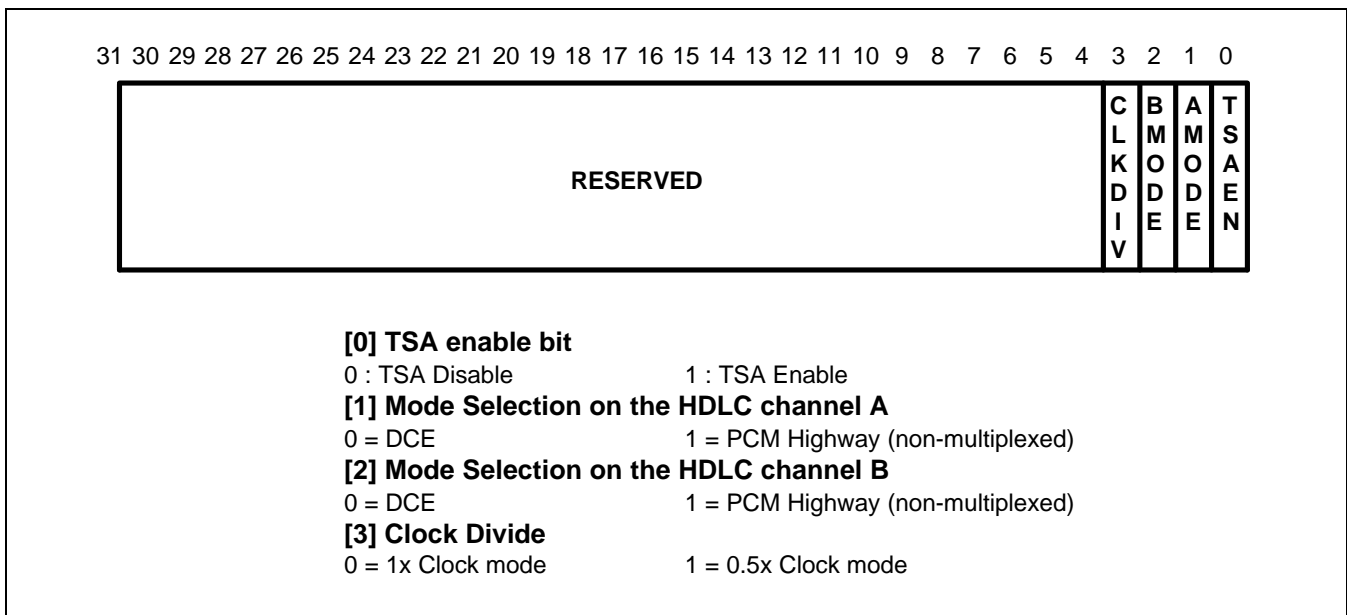 31 30 29 28 27 26 25 24 23 22 21 20 19 18 17 16 15 14 13 12 11 10 9 8 7 6 5 4 3 2 1 0
RESERVED
CLKDIV
BMODE
AMODE
TSAEN
[0] TSA enable bit
0 : TSA Disable 1 : TSA Enable
[1] Mode Selection on the HDLC channel A
0 = DCE 1 = PCM Highway (non-multiplexed)
[2] Mode Selection on the HDLC channel B
0 = DCE 1 = PCM Highway (non-multiplexed)
[3] Clock Divide
0 = 1x Clock mode 1 = 0.5x Clock mode